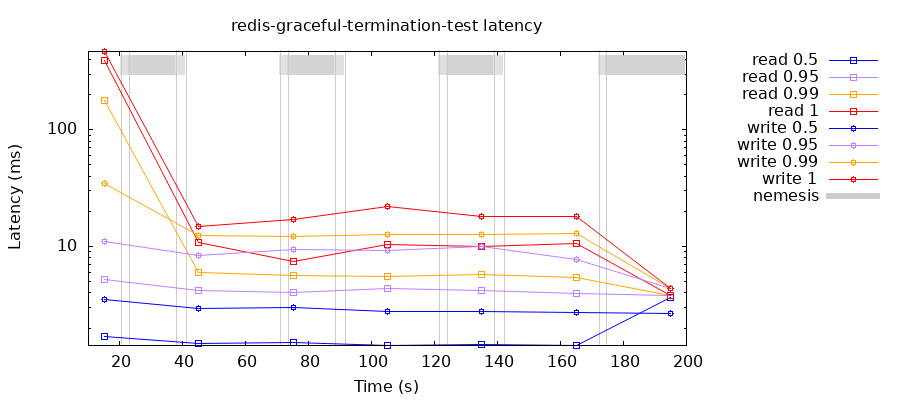 redis-graceful-termination-test latency
Latency (ms)
100
10
20 40 60 80 100 120 140 160 180 200
Time (s)
read 0.5
read 0.95
read 0.99
read 1
write 0.5
write 0.95
write 0.99
write 1
nemesis